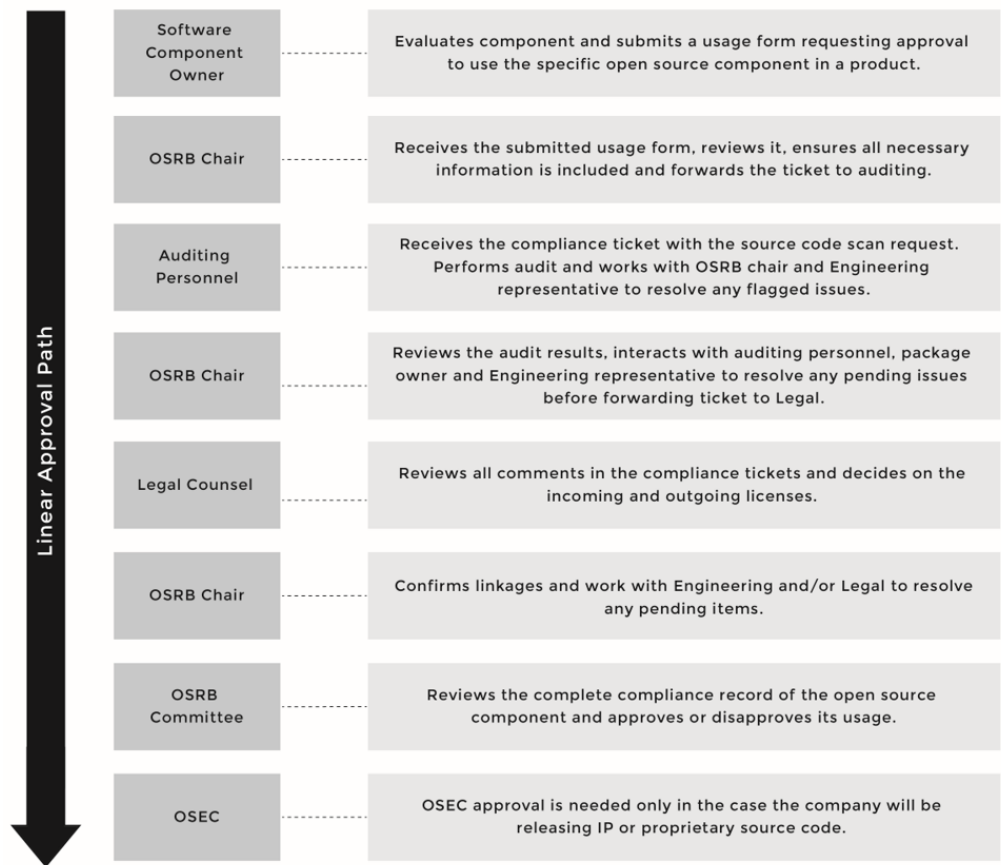 Linear Approval Path
Software
Component
Owner
Evaluates component and submits a usage form requesting approval
to use the specific open source component in a product.
OSRB Chair
Receives the submitted usage form, reviews it, ensures all necessary
information is included and forwards the ticket to auditing.
Auditing
Personnel
Receives the compliance ticket with the source code scan request.
Performs audit and works with OSRB chair and Engineering
representative to resolve any flagged issues.
OSRB Chair
Reviews the audit results, interacts with auditing personnel, package
owner and Engineering representative to resolve any pending issues
before forwarding ticket to Legal.
Legal Counsel
Reviews all comments in the compliance tickets and decides on the
incoming and outgoing licenses.
OSRB Chair
Confirms linkages and work with Engineering and/or Legal to resolve
any pending items.
OSRB
Committee
Reviews the complete compliance record of the open source
component and approves or disapproves its usage.
OSEC
OSEC approval is needed only in the case the company will be
releasing IP or proprietary source code.